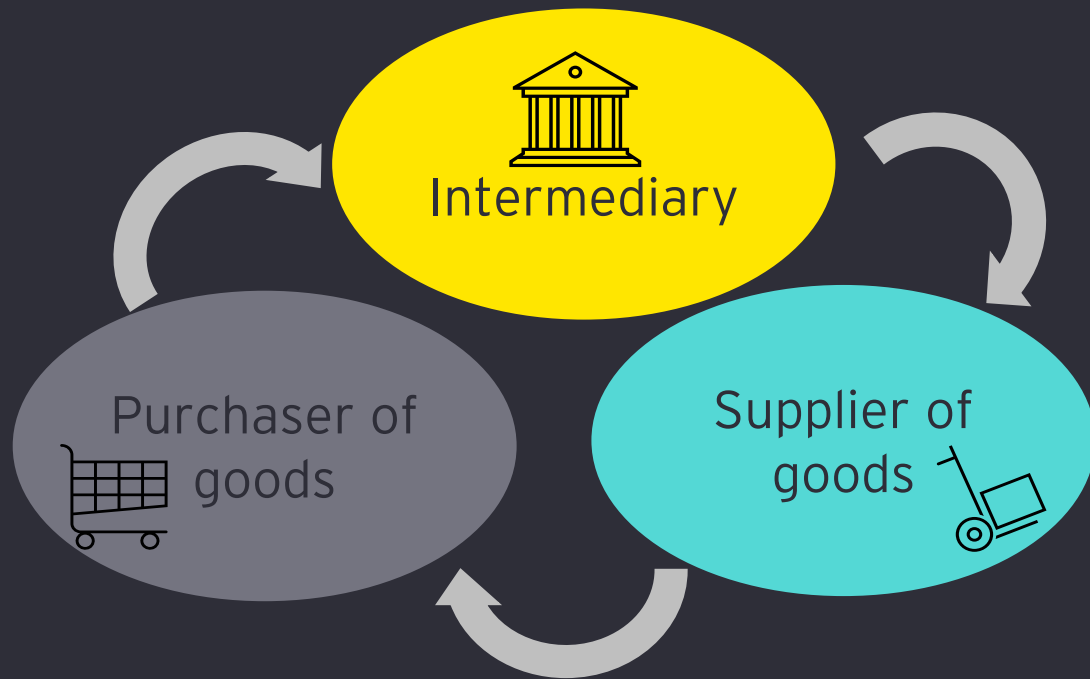 Intermediary
Purchaser of
goods
Supplier of
goods